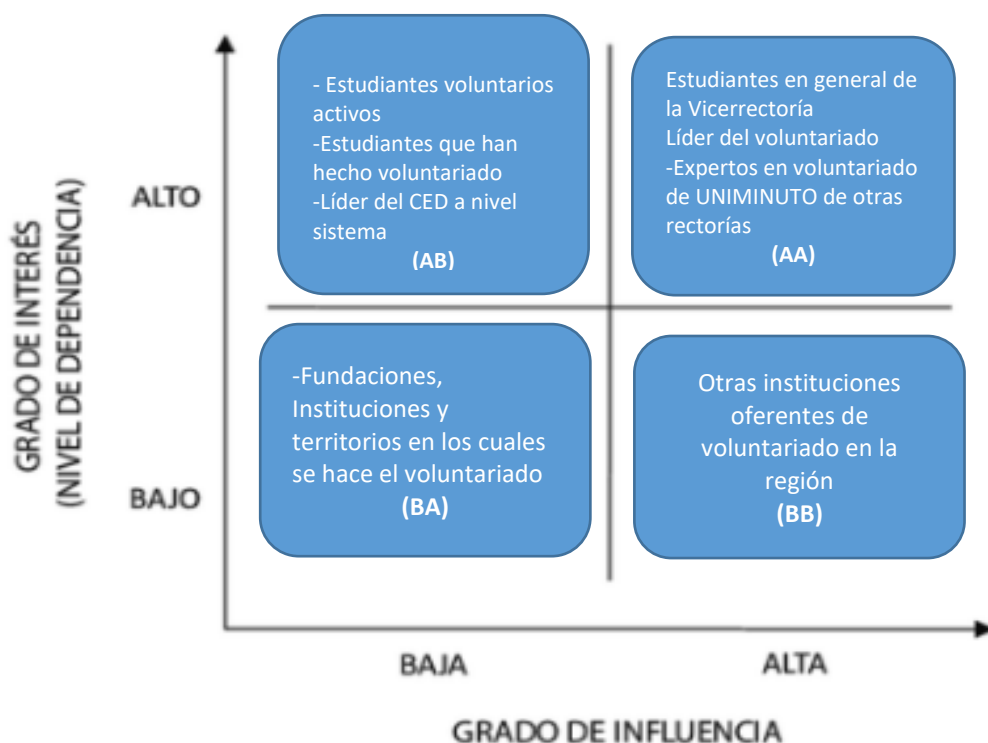 GRADO DE INTERÉS
(NIVEL DE DEPENDENCIA)
ALTO
- Estudiantes voluntarios
activos
-Estudiantes que han
hecho voluntariado
-Líder del CED a nivel
sistema
(AB)
Estudiantes en general de
la Vicerrectoría
Líder del voluntariado
-Expertos en voluntariado
de UNIMINUTO de otras
rectorías
(AA)
BAJO
-Fundaciones,
Instituciones y
territorios en los cuales
se hace el voluntariado
(BA)
Otras instituciones
oferentes de
voluntariado en la
región
(BB)
BAJA
ALTA
GRADO DE INFLUENCIA